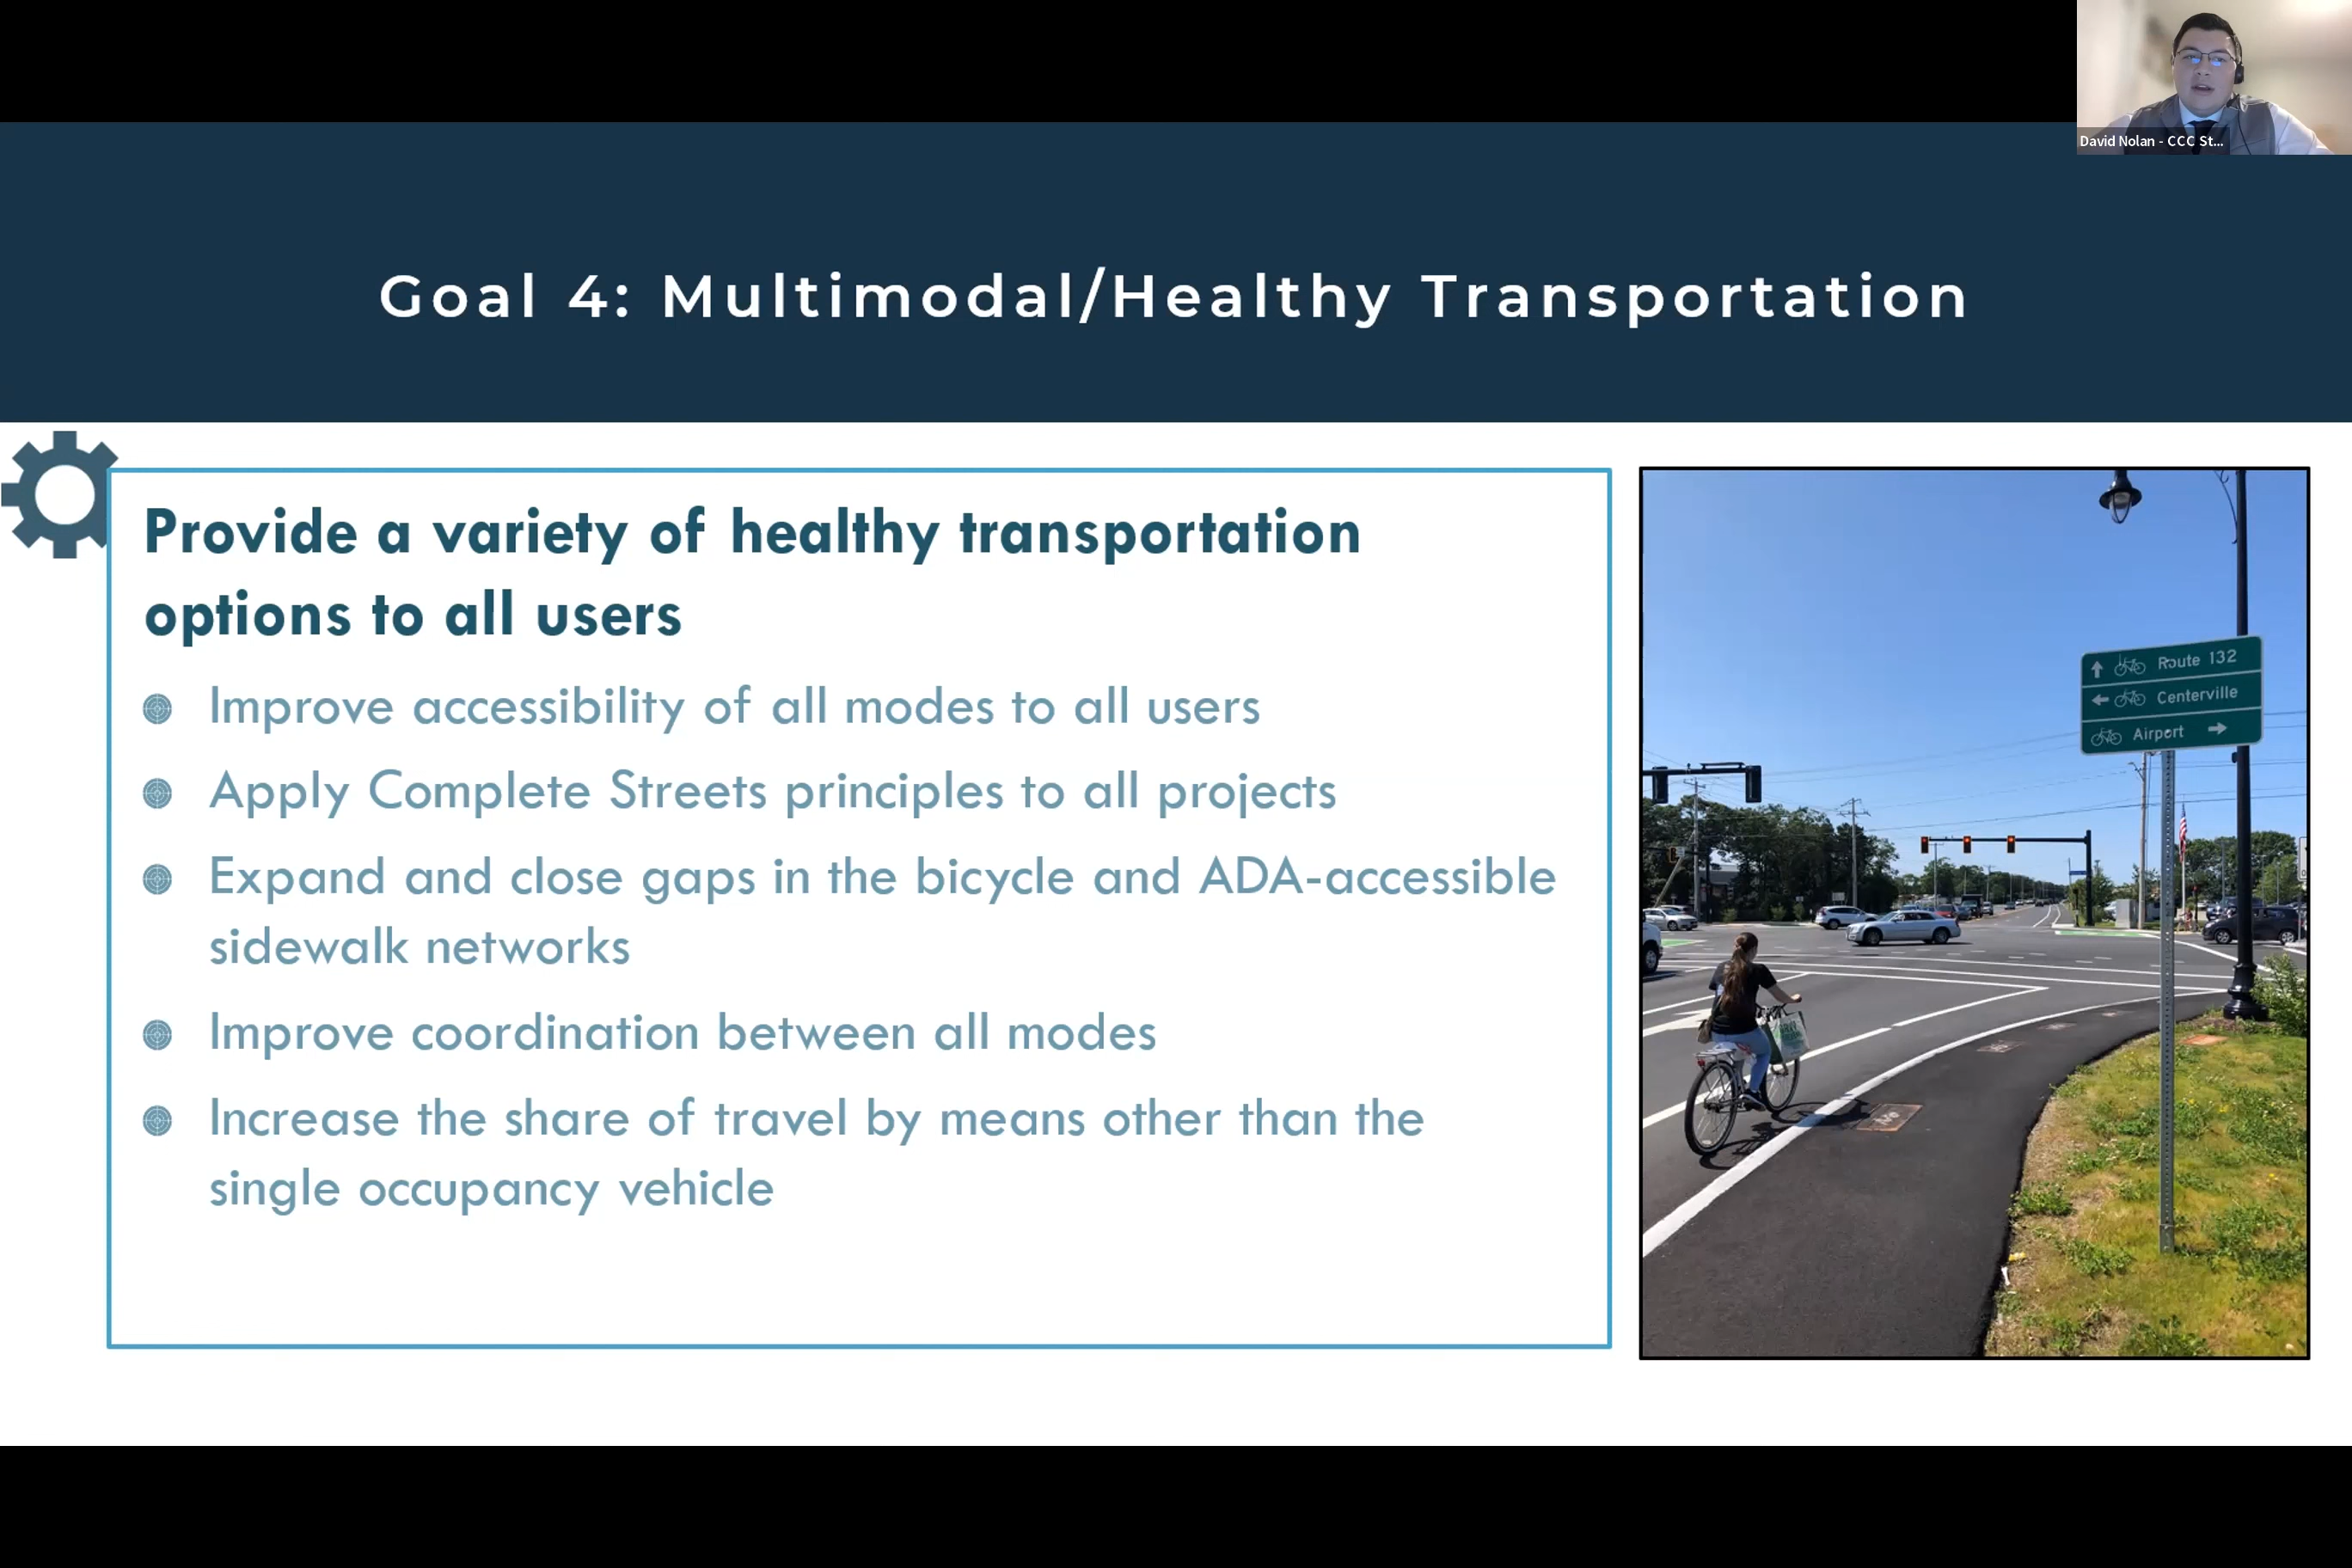 David Nolan - CCC St...
Goal 4: Multimodal/Healthy Transportation
Provide a variety of healthy transportation
options to all users
Improve accessibility of all modes to all users
Apply Complete Streets principles to all projects
Expand and close gaps in the bicycle and ADA-accessible
sidewalk networks
Improve coordination between all modes
Increase the share of travel by means other than the
single occupancy vehicle
Route 132
Centerville
Airport